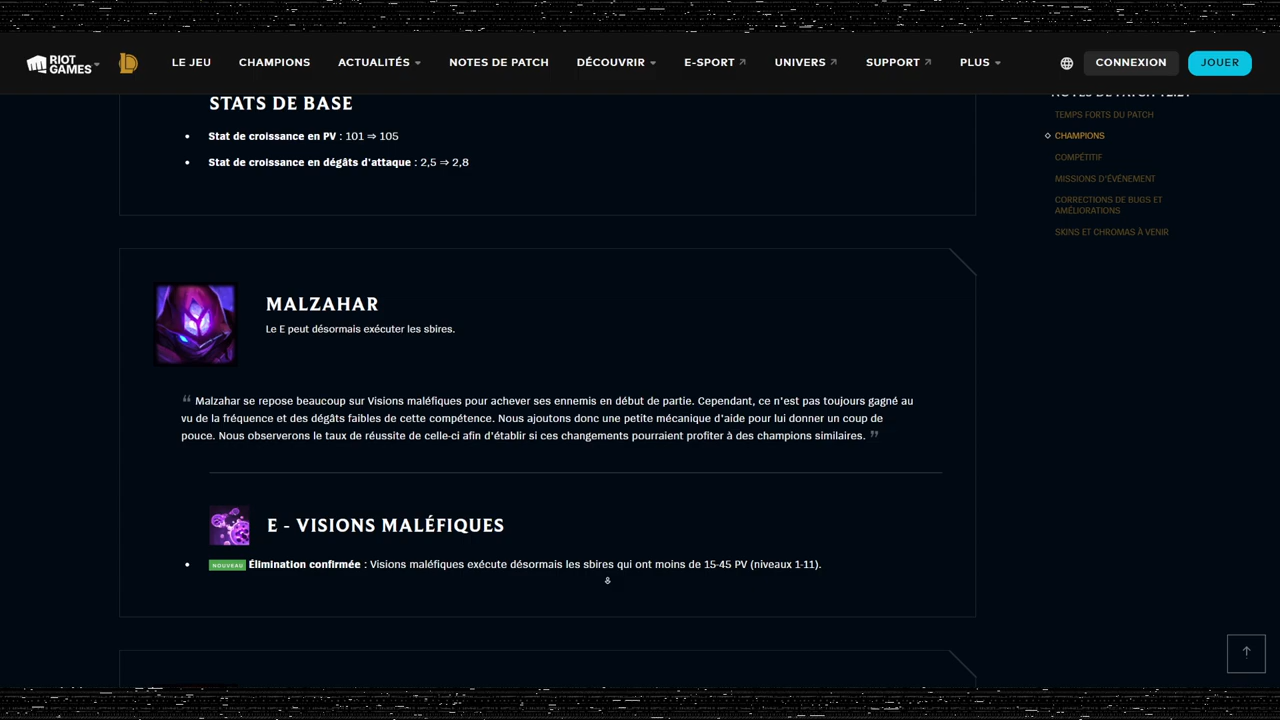 RIOT GAMES
LE JEU CHAMPIONS ACTUALITÉS NOTES DE PATCH DÉCOUVRIR E-SPORT UNIVERS SUPPORT PLUS CONNEXION JOUER
STATS DE BASE
• Stat de croissance en PV : 101 ⇒ 105
• Stat de croissance en dégâts d'attaque : 2,5 ⇒ 2,8
TEMPS FORTS DU PATCH
CHAMPIONS
COMPÉTITIF
MISSIONS D'ÉVÉNEMENT
CORRECTIONS DE BUGS ET
AMÉLIORATIONS
SKINS ET CHROMAS À VENIR
MALZAHAR
Le E peut désormais exécuter les sbires.
“ Malzahar se repose beaucoup sur Visions maléfiques pour achever ses ennemis en début de partie. Cependant, ce n'est pas toujours gagné au
vu de la fréquence et des dégâts faibles de cette compétence. Nous ajoutons donc une petite mécanique d'aide pour lui donner un coup de
pouce. Nous observerons le taux de réussite de celle-ci afin d'établir si ces changements pourraient profiter à des champions similaires. ”
E - VISIONS MALÉFIQUES
• NOUVEAU Élimination confirmée : Visions maléfiques exécute désormais les sbires qui ont moins de 15-45 PV (niveaux 1-11).